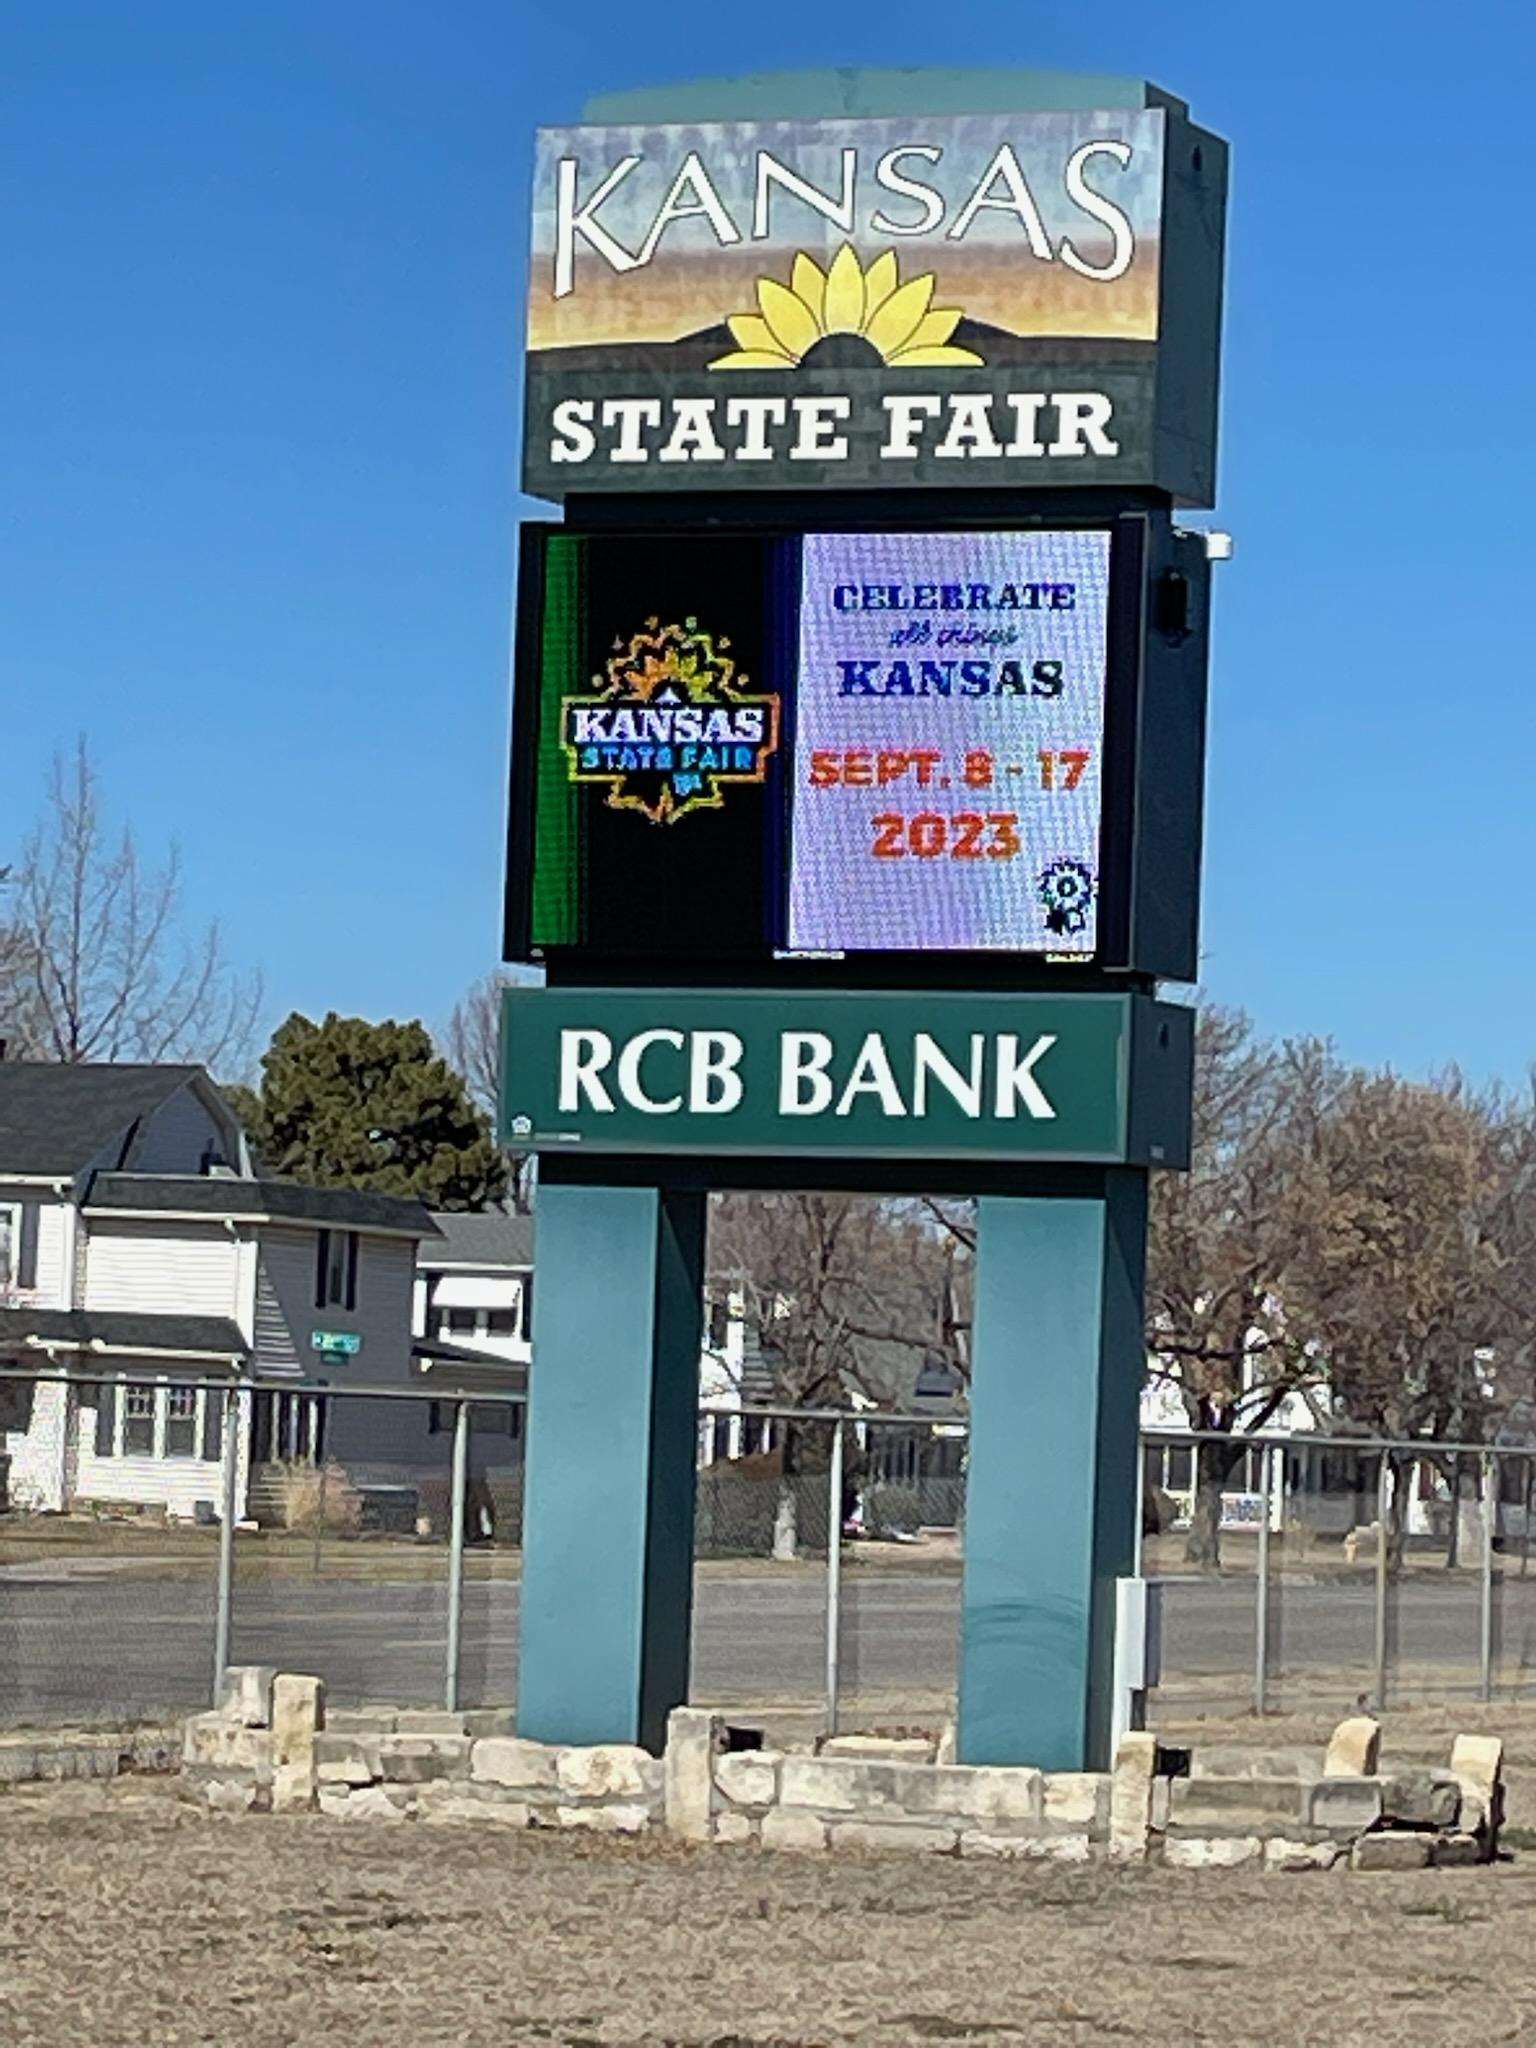 KANSAS
STATE FAIR
KANSAS
STATE FAIR
CELEBRATE
all things
KANSAS
SEPT. 8 - 17
2023
RCB BANK